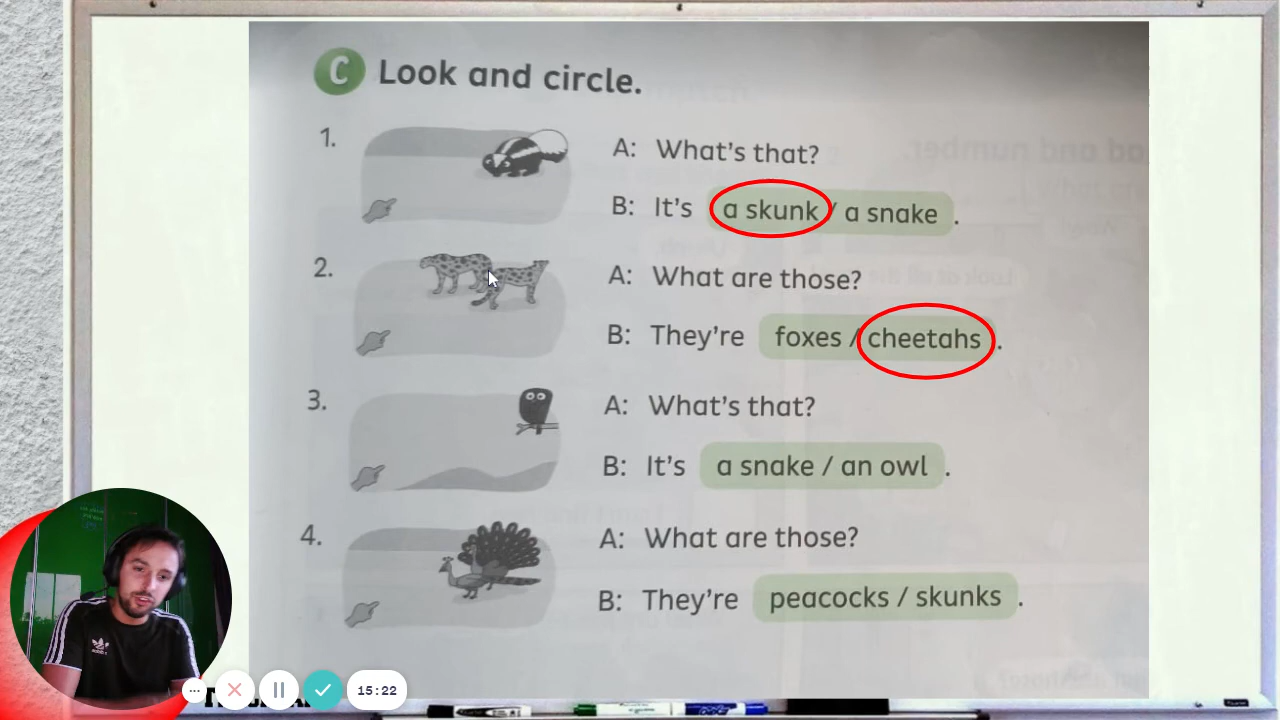 C Look and circle.
1.
A: What's that?
B: It's a skunk / a snake .
2.
A: What are those?
B: They're foxes / cheetahs .
3.
A: What's that?
B: It's a snake / an owl .
4.
A: What are those?
B: They're peacocks / skunks .
15:22